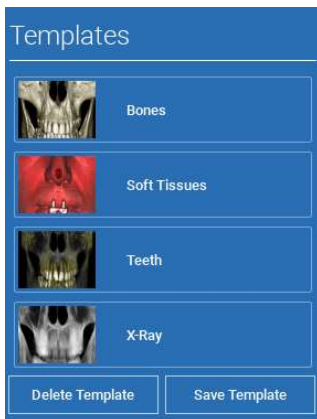 Templates
Bones
Soft Tissues
Teeth
X-Ray
Delete Template
Save Template